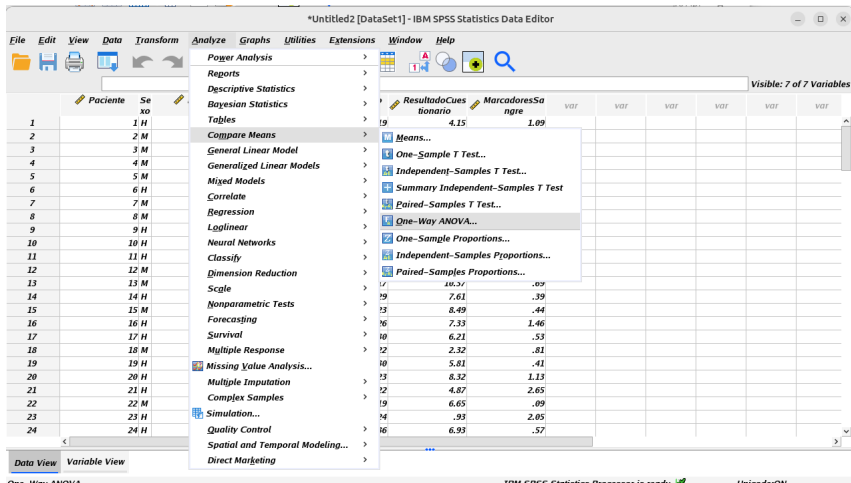 *Untitled2 [DataSet1] - IBM SPSS Statistics Data Editor
File Edit View Data Transform Analyze Graphs Utilities Extensions Window Help
Visible: 7 of 7 Variables
Power Analysis
Reports
Descriptive Statistics
Bayesian Statistics
Tables
Compare Means
General Linear Model
Generalized Linear Models
Mixed Models
Correlate
Regression
Loglinear
Neural Networks
Classify
Dimension Reduction
Scale
Nonparametric Tests
Forecasting
Survival
Multiple Response
Missing Value Analysis...
Multiple Imputation
Complex Samples
Simulation...
Quality Control
Spatial and Temporal Modeling...
Direct Marketing
Means...
One-Sample T Test...
Independent-Samples T Test...
Summary Independent-Samples T Test
Paired-Samples T Test...
One-Way ANOVA...
One-Sample Proportions...
Independent-Samples Proportions...
Paired-Samples Proportions...
Paciente Sexo ResultadoCuestionario MarcadoresSangre var var var var var
1 1 H 19 4.15 1.09
2 2 M
3 3 M
4 4 M
5 5 M
6 6 H
7 7 M
8 8 M
9 9 H
10 10 H
11 11 H
12 12 M
13 13 M 10.57 .69
14 14 H 7.61 .39
15 15 M 8.49 .44
16 16 H 7.33 1.46
17 17 H 6.21 .53
18 18 M 2.32 .81
19 19 H 5.81 .41
20 20 H 8.32 1.13
21 21 H 4.87 2.65
22 22 M 6.65 .09
23 23 H .93 2.05
24 24 H 6.93 .57
Data View Variable View
One-Way ANOVA IBM SPSS Statistics Processor is ready Unicode:ON